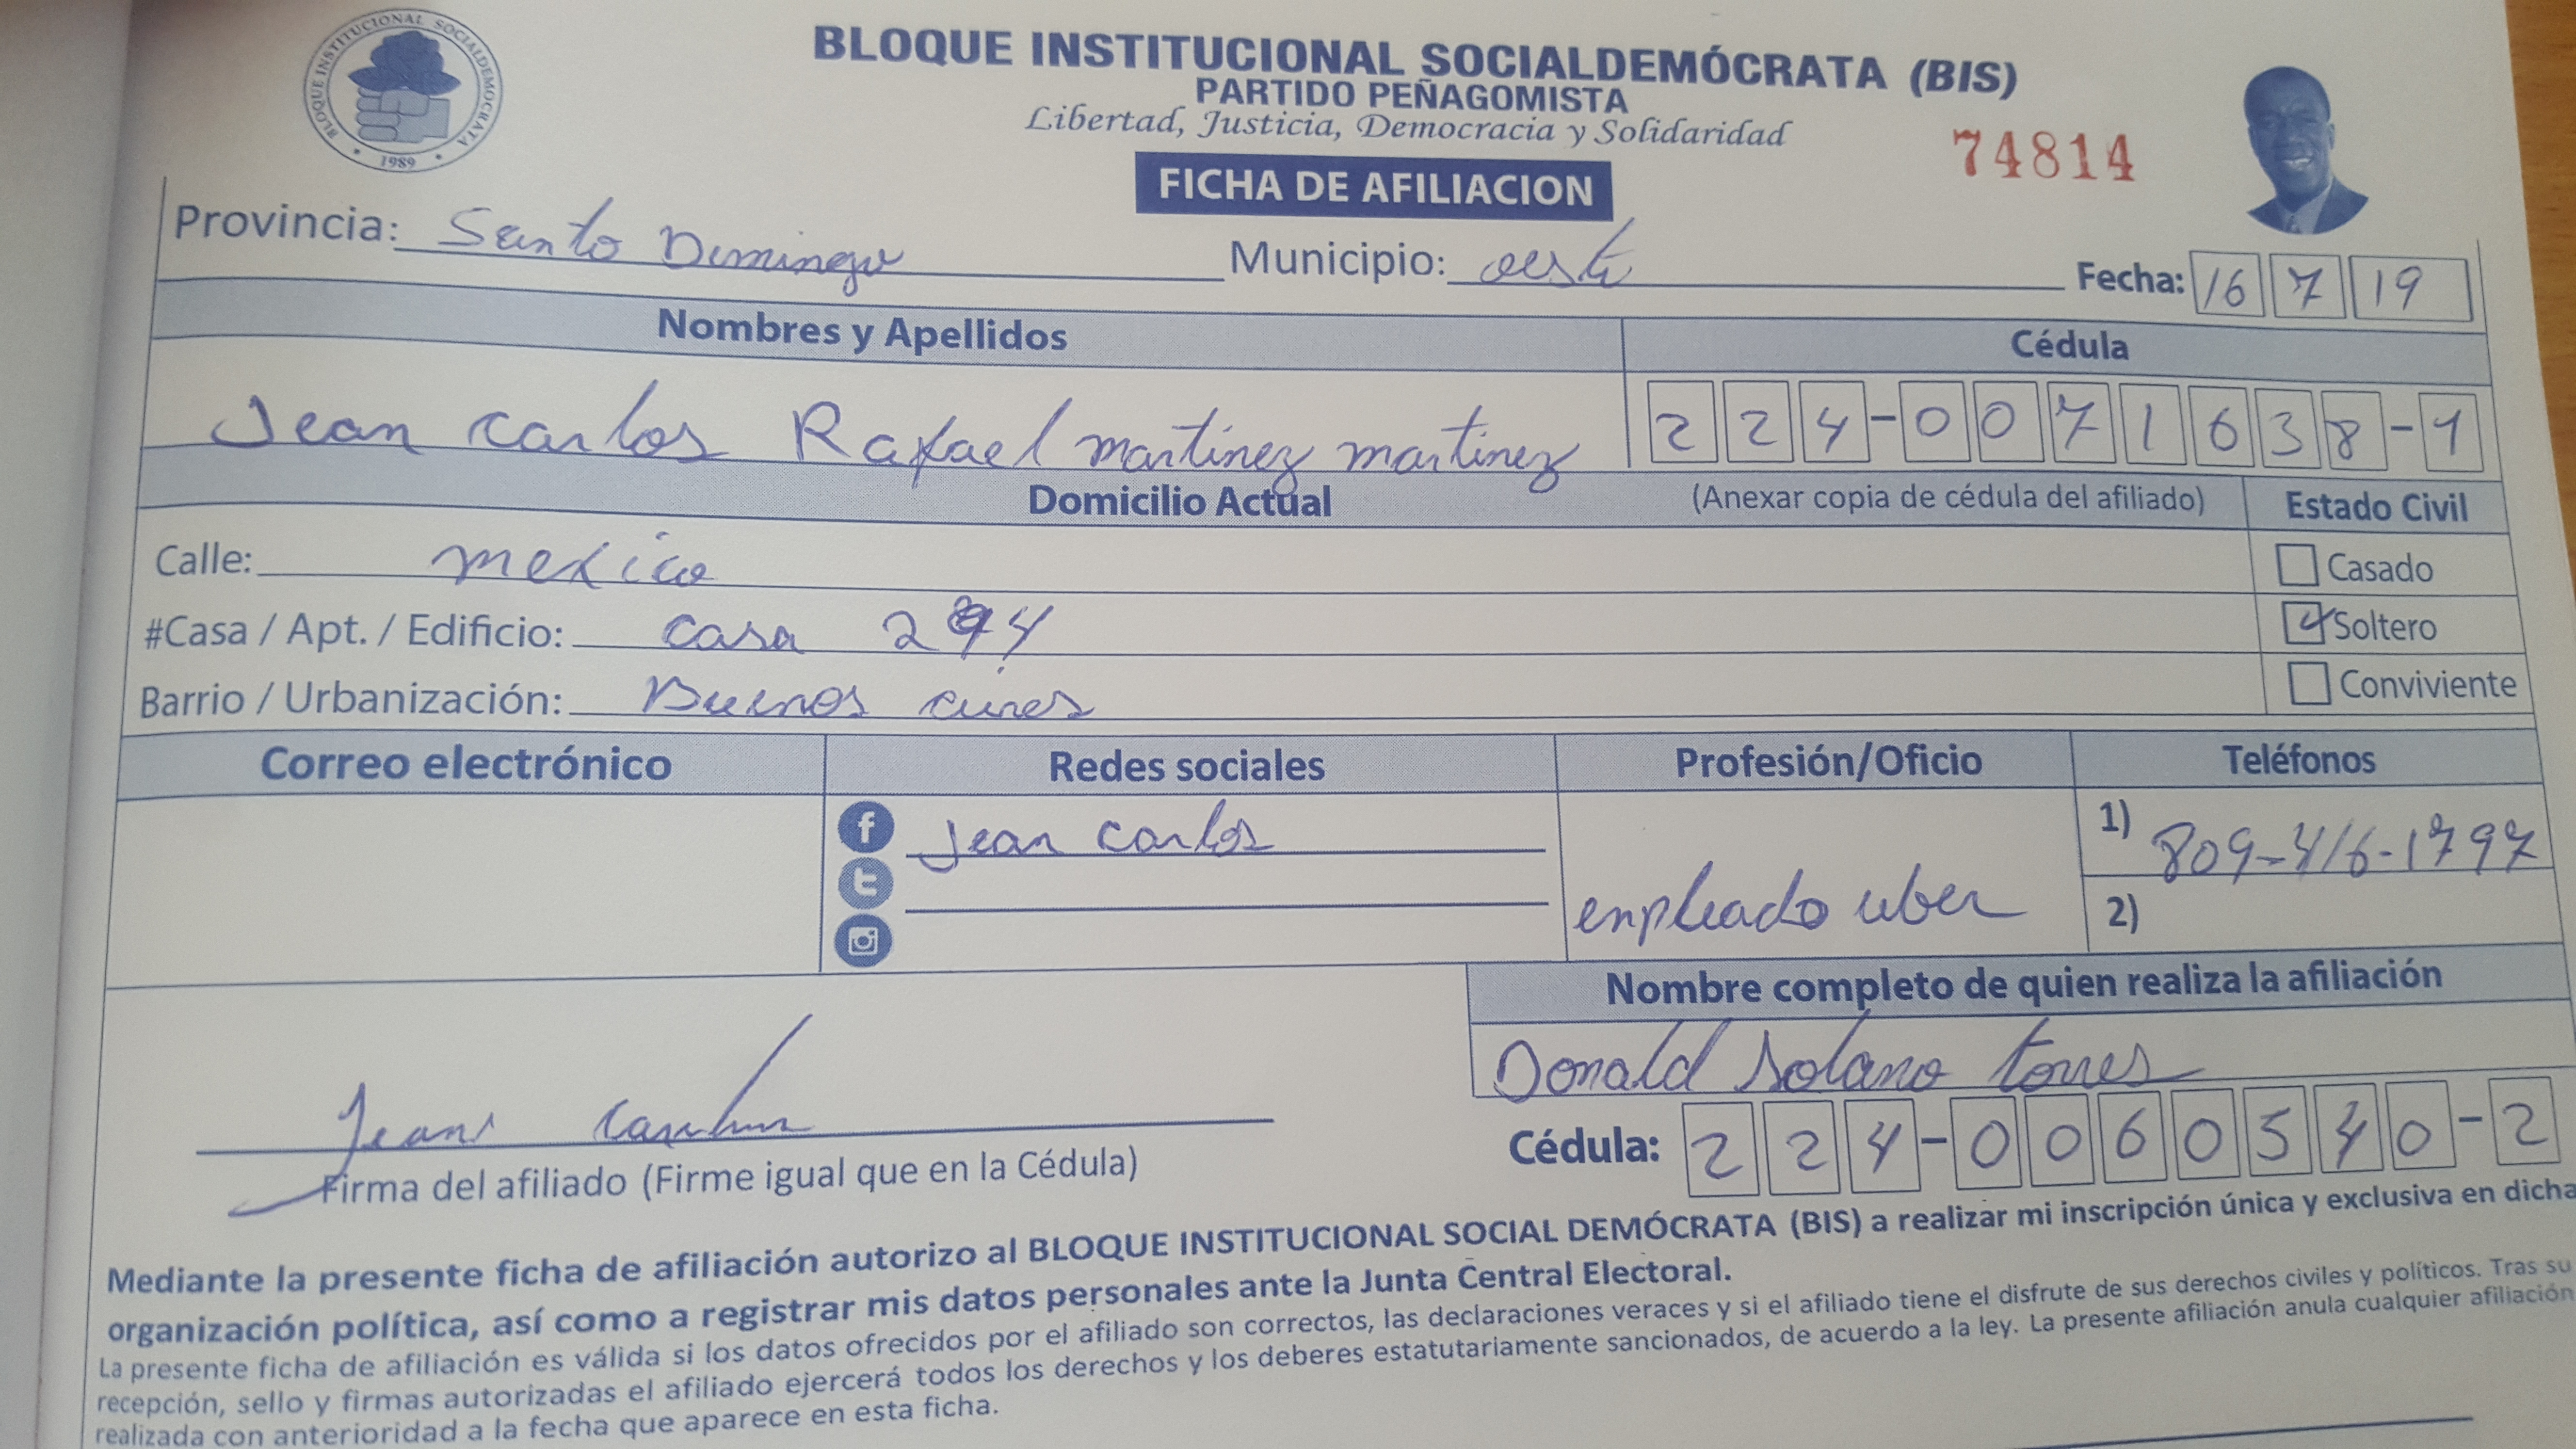 BLOQUE INSTITUCIONAL SOCIALDEMOCRATA
1989
BLOQUE INSTITUCIONAL SOCIALDEMÓCRATA (BIS)
PARTIDO PEÑAGOMISTA
Libertad, Justicia, Democracia y Solidaridad
74814
FICHA DE AFILIACION
Provincia: Santo Domingo Municipio: oeste Fecha: 16 7 19
Nombres y Apellidos Cédula
Jean Carlos Rafael martinez martinez 224-0071638-1
Domicilio Actual (Anexar copia de cédula del afiliado) Estado Civil
Calle: mexico Casado
#Casa / Apt. / Edificio: casa Soltero
Barrio / Urbanización: Buenos aires Conviviente
Correo electrónico Redes sociales Profesión/Oficio Teléfonos
f Jean Carlos 1) 809-416-1797
enpleado uber 2)
Nombre completo de quien realiza la afiliación
Donald Solano torres
Jean Carlos Cédula: 224-0060540-2
Firma del afiliado (Firme igual que en la Cédula)
Mediante la presente ficha de afiliación autorizo al BLOQUE INSTITUCIONAL SOCIAL DEMÓCRATA (BIS) a realizar mi inscripción única y exclusiva en dicha
organización política, así como a registrar mis datos personales ante la Junta Central Electoral.
La presente ficha de afiliación es válida si los datos ofrecidos por el afiliado son correctos, las declaraciones veraces y si el afiliado tiene el disfrute de sus derechos civiles y políticos. Tras su
recepción, sello y firmas autorizadas el afiliado ejercerá todos los derechos y los deberes estatutariamente sancionados, de acuerdo a la ley. La presente afiliación anula cualquier afiliación
realizada con anterioridad a la fecha que aparece en esta ficha.